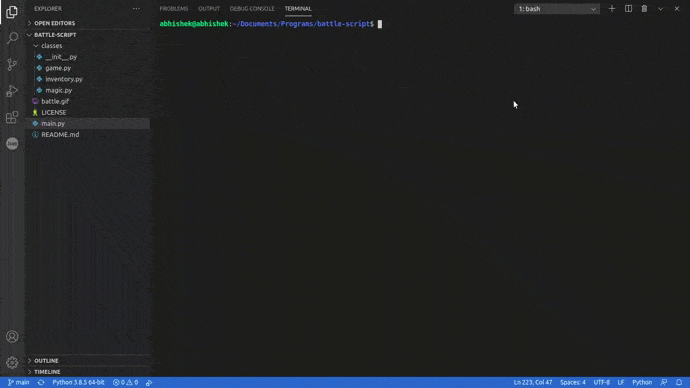 EXPLORER
OPEN EDITORS
BATTLE-SCRIPT
classes
__init__.py
game.py
inventory.py
magic.py
battle.gif
LICENSE
main.py
README.md
OUTLINE
TIMELINE
PROBLEMS OUTPUT DEBUG CONSOLE TERMINAL
1: bash
abhishek@abhishek:~/Documents/Programs/battle-script$
main Python 3.8.5 64-bit 0 0
Ln 223, Col 47 Spaces: 4 UTF-8 LF Python